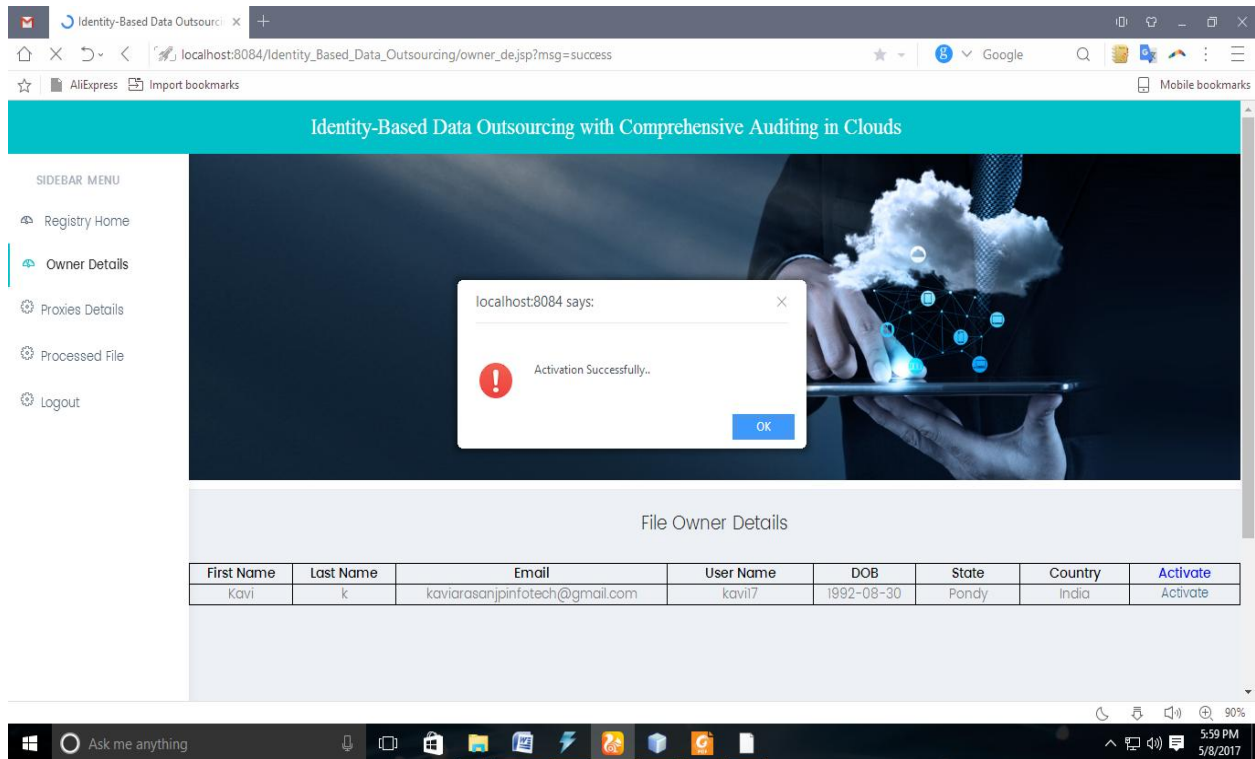 Identity-Based Data Outsourci
localhost:8084/Identity_Based_Data_Outsourcing/owner_de.jsp?msg=success
Google
AliExpress Import bookmarks
Mobile bookmarks
Identity-Based Data Outsourcing with Comprehensive Auditing in Clouds
SIDEBAR MENU
Registry Home
Owner Details
Proxies Details
Processed File
Logout
localhost:8084 says:
Activation Successfully..
OK
File Owner Details
First Name Last Name Email User Name DOB State Country Activate
Kavi k kaviarasanjpinfotech@gmail.com kavi17 1992-08-30 Pondy India Activate
90%
Ask me anything
5:59 PM
5/8/2017